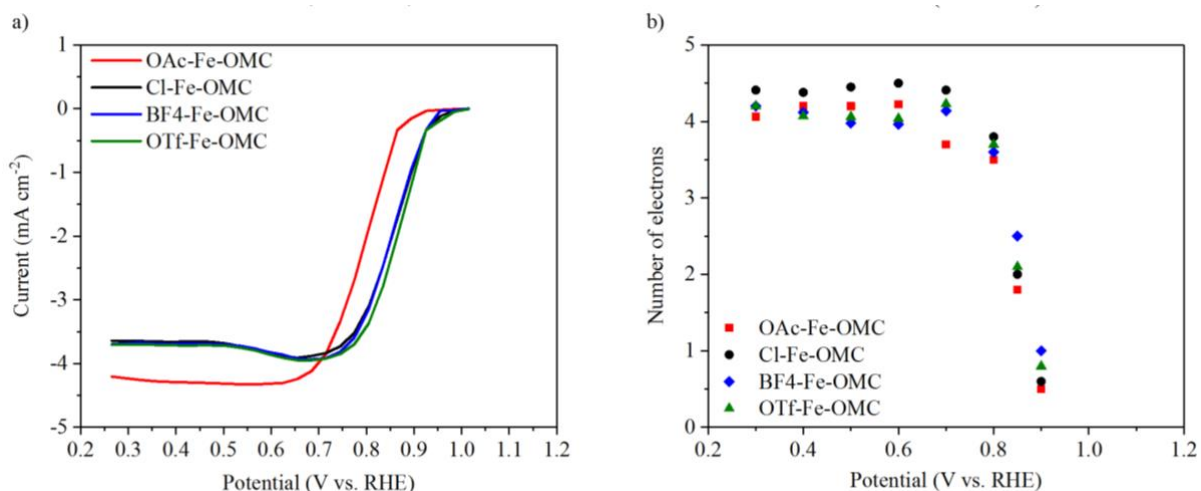 a)
1
0
-1
-2
-3
-4
-5
Current (mA cm-2)
OAc-Fe-OMC
Cl-Fe-OMC
BF4-Fe-OMC
OTf-Fe-OMC
0.2 0.3 0.4 0.5 0.6 0.7 0.8 0.9 1.0 1.1 1.2
Potential (V vs. RHE)
b)
5
4
3
2
1
0
Number of electrons
OAc-Fe-OMC
Cl-Fe-OMC
BF4-Fe-OMC
OTf-Fe-OMC
0.2 0.4 0.6 0.8 1.0 1.2
Potential (V vs. RHE)